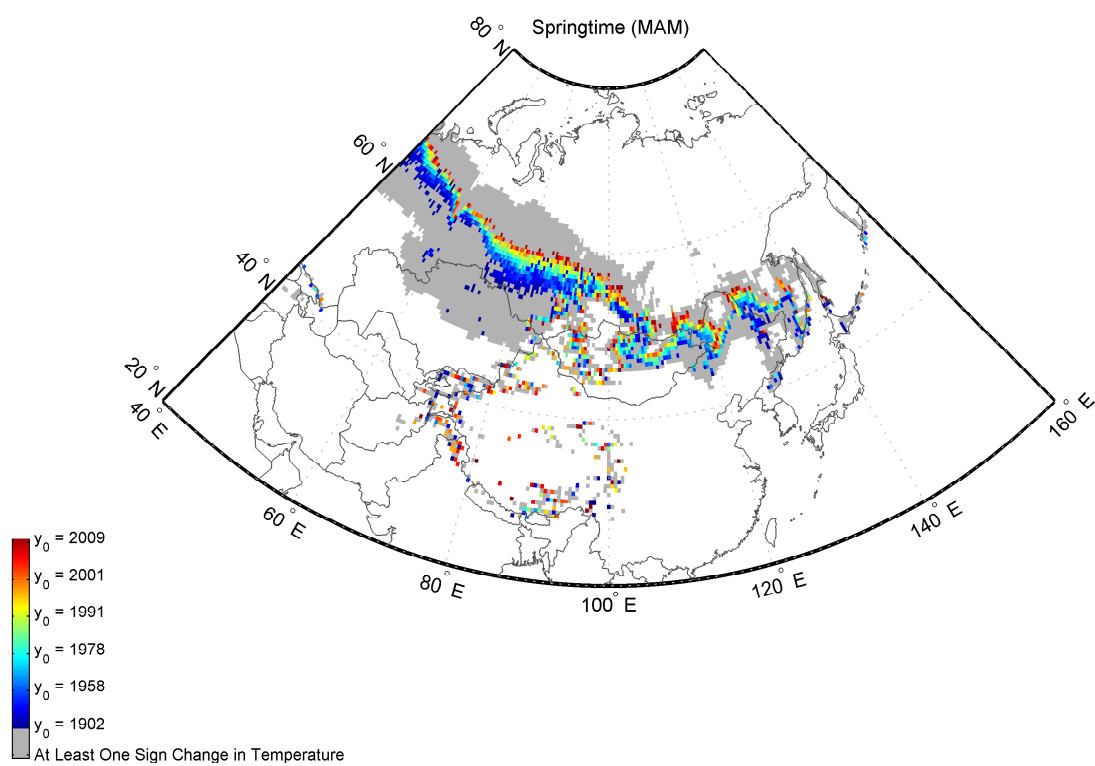 Springtime (MAM)
80° N
60° N
40° N
20° N
40° E
60° E
80° E
100° E
120° E
140° E
160° E
y0 = 2009
y0 = 2001
y0 = 1991
y0 = 1978
y0 = 1958
y0 = 1902
At Least One Sign Change in Temperature